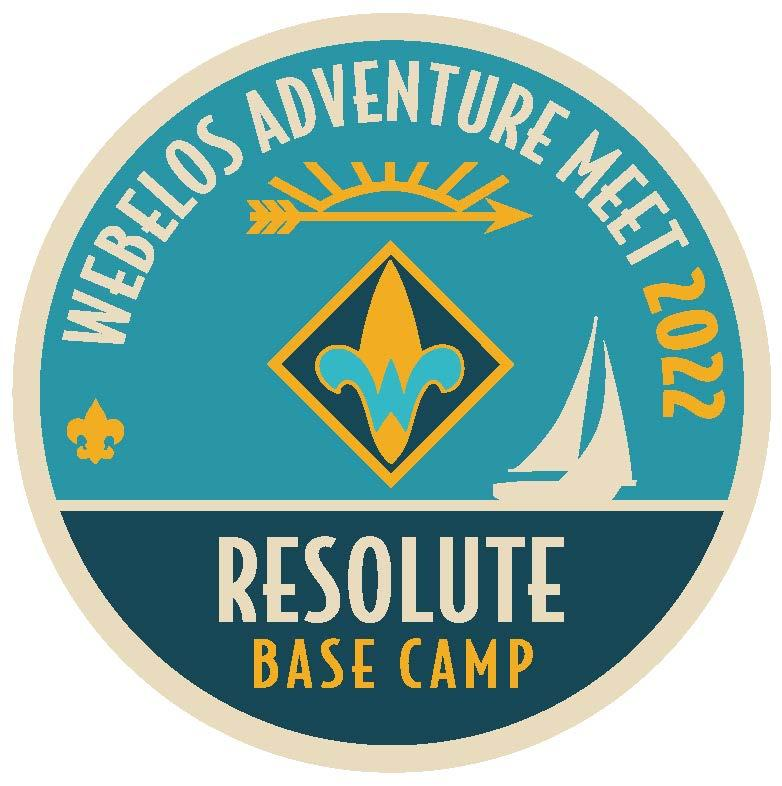 WEBELOS ADVENTURE MEET 2022
W
RESOLUTE
BASE CAMP